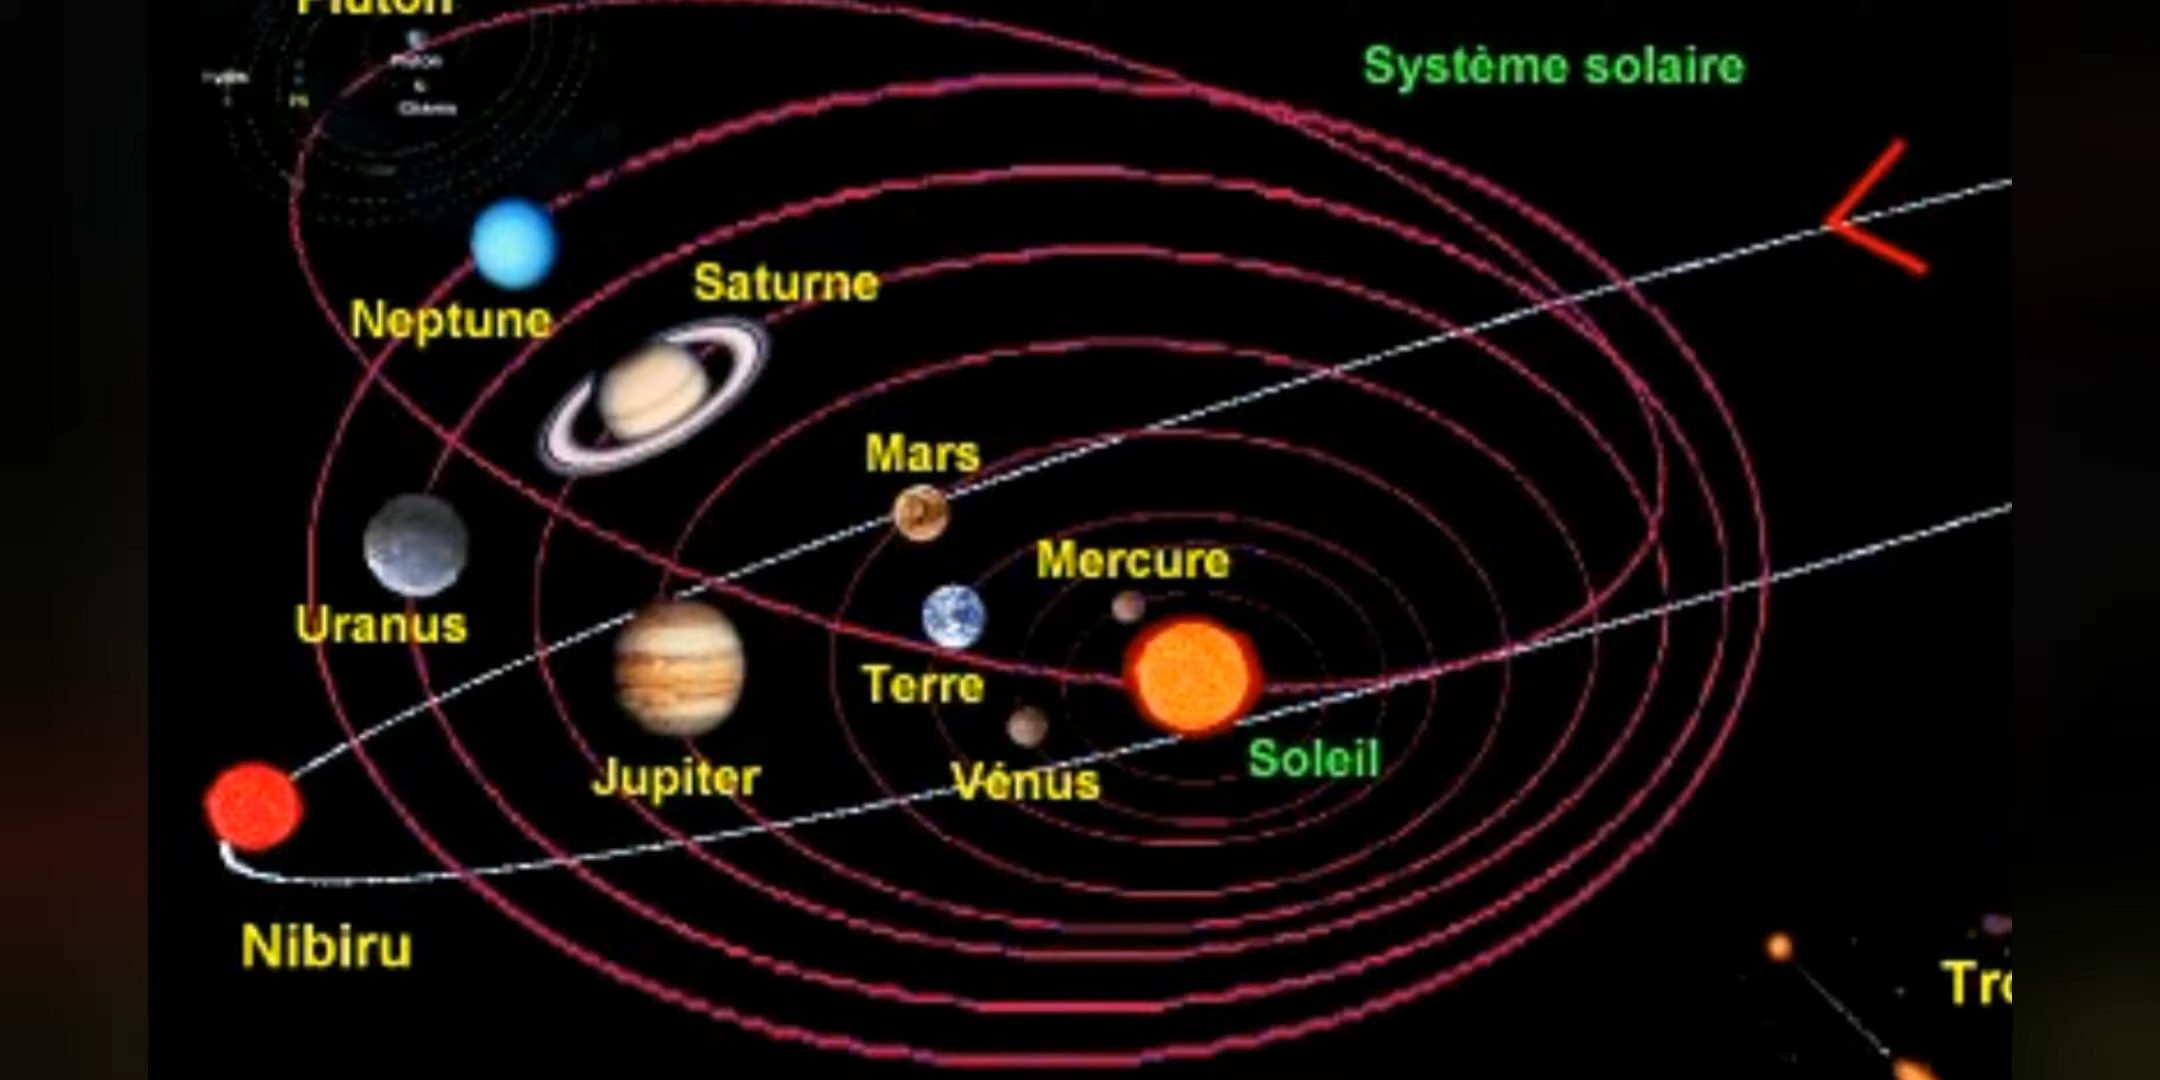 Pluton
Système solaire
Saturne
Neptune
Mars
Mercure
Uranus
Terre
Soleil
Jupiter
Vénus
Nibiru